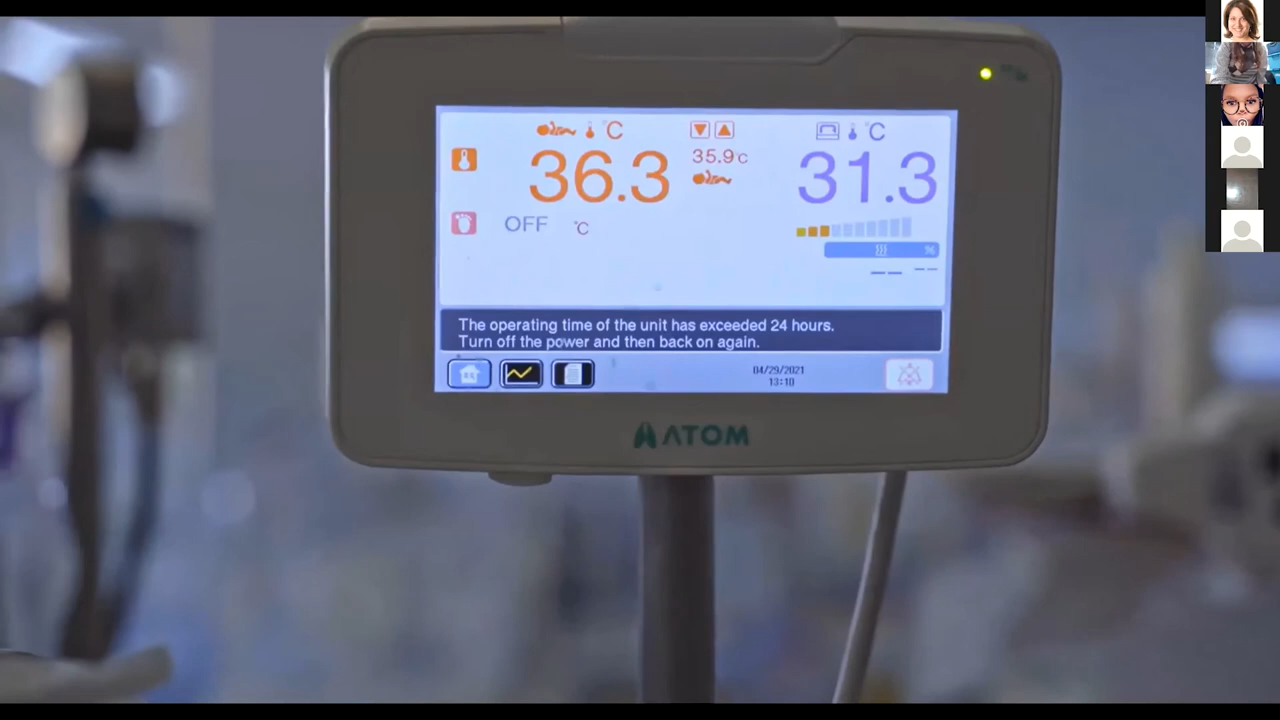 °C
°C
36.3
35.9°C
31.3
OFF
°C
%
-- --
The operating time of the unit has exceeded 24 hours.
Turn off the power and then back on again.
04/29/2021
13:10
ATOM